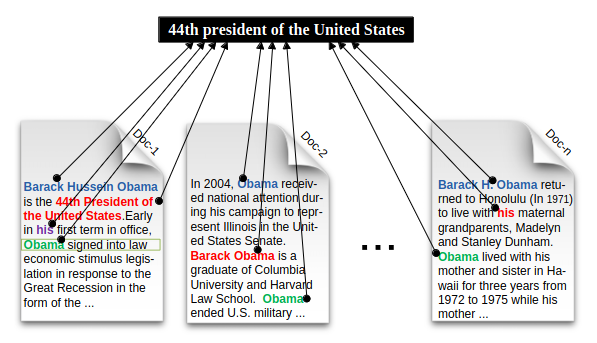 44th president of the United States
Doc-1
Barack Hussein Obama
is the 44th President of
the United States.Early
in his first term in office,
Obama signed into law
economic stimulus legis-
lation in response to the
Great Recession in the
form of the ...
Doc-2
In 2004, Obama receiv-
ed national attention dur-
ing his campaign to repr-
esent Illinois in the Unit-
ed States Senate.
Barack Obama is a
graduate of Columbia
University and Harvard
Law School. Obama
ended U.S. military ...
...
Doc-n
Barack H. Obama retu-
rned to Honolulu (In 1971)
to live with his maternal
grandparents, Madelyn
and Stanley Dunham.
Obama lived with his
mother and sister in Ha-
waii for three years from
1972 to 1975 while his
mother ...